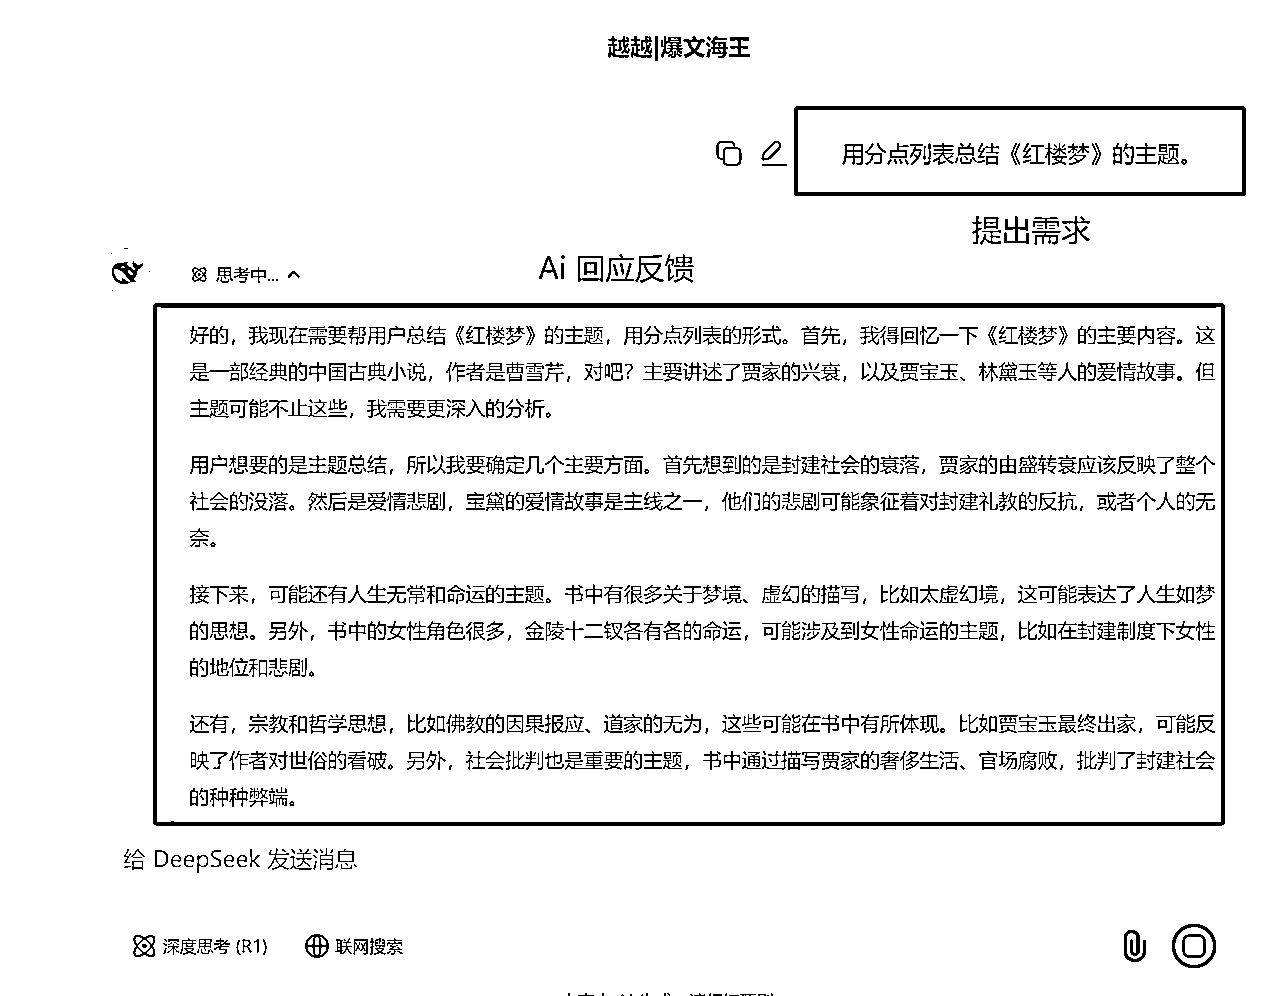 越越|爆文海王
用分点列表总结《红楼梦》的主题。
提出需求
Ai 回应反馈
思考中...
好的，我现在需要帮用户总结《红楼梦》的主题，用分点列表的形式。首先，我得回忆一下《红楼梦》的主要内容。这
是一部经典的中国古典小说，作者是曹雪芹，对吧？主要讲述了贾家的兴衰，以及贾宝玉、林黛玉等人的爱情故事。但
主题可能不止这些，我需要更深入的分析。
用户想要的是主题总结，所以我要确定几个主要方面。首先想到的是封建社会的衰落，贾家的由盛转衰应该反映了整个
社会的没落。然后是爱情悲剧，宝黛的爱情故事是主线之一，他们的悲剧可能象征着对封建礼教的反抗，或者个人的无
奈。
接下来，可能还有人生无常和命运的主题。书中有很多关于梦境、虚幻的描写，比如太虚幻境，这可能表达了人生如梦
的思想。另外，书中的女性角色很多，金陵十二钗各有各的命运，可能涉及到女性命运的主题，比如在封建制度下女性
的地位和悲剧。
还有，宗教和哲学思想，比如佛教的因果报应、道家的无为，这些可能在书中有所体现。比如贾宝玉最终出家，可能反
映了作者对世俗的看破。另外，社会批判也是重要的主题，书中通过描写贾家的奢侈生活、官场腐败，批判了封建社会
的种种弊端。
给 DeepSeek 发送消息
深度思考 (R1) 联网搜索